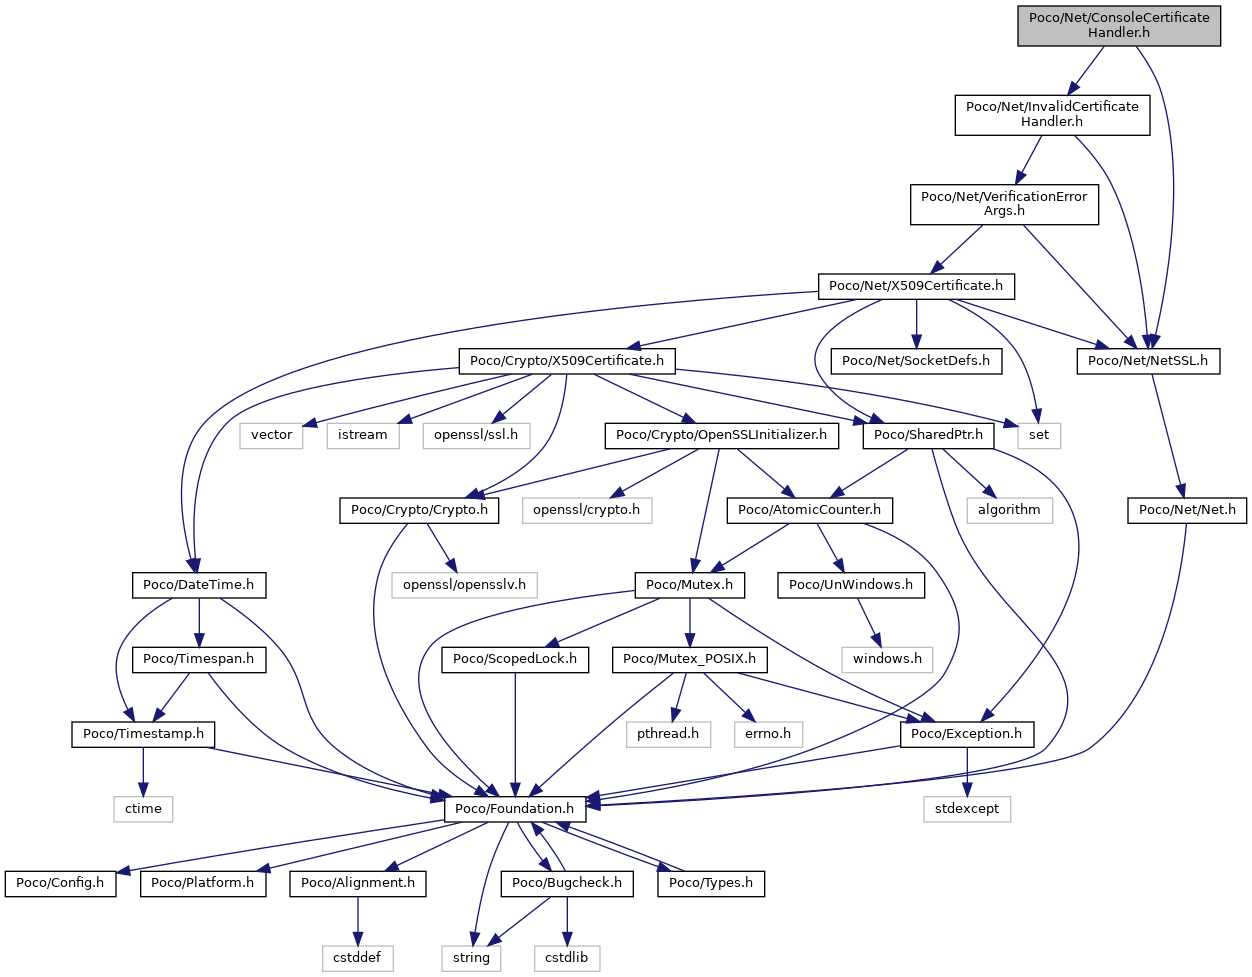 Poco/Net/ConsoleCertificate
Handler.h
Poco/Net/InvalidCertificate
Handler.h
Poco/Net/VerificationError
Args.h
Poco/Net/X509Certificate.h
Poco/Crypto/X509Certificate.h
Poco/Net/SocketDefs.h
Poco/Net/NetSSL.h
vector
istream
openssl/ssl.h
Poco/Crypto/OpenSSLInitializer.h
Poco/SharedPtr.h
set
Poco/Crypto/Crypto.h
openssl/crypto.h
Poco/AtomicCounter.h
algorithm
Poco/Net/Net.h
Poco/DateTime.h
openssl/opensslv.h
Poco/Mutex.h
Poco/UnWindows.h
Poco/Timespan.h
Poco/ScopedLock.h
Poco/Mutex_POSIX.h
windows.h
Poco/Timestamp.h
pthread.h
errno.h
Poco/Exception.h
ctime
Poco/Foundation.h
stdexcept
Poco/Config.h
Poco/Platform.h
Poco/Alignment.h
Poco/Bugcheck.h
Poco/Types.h
cstddef
string
cstdlib